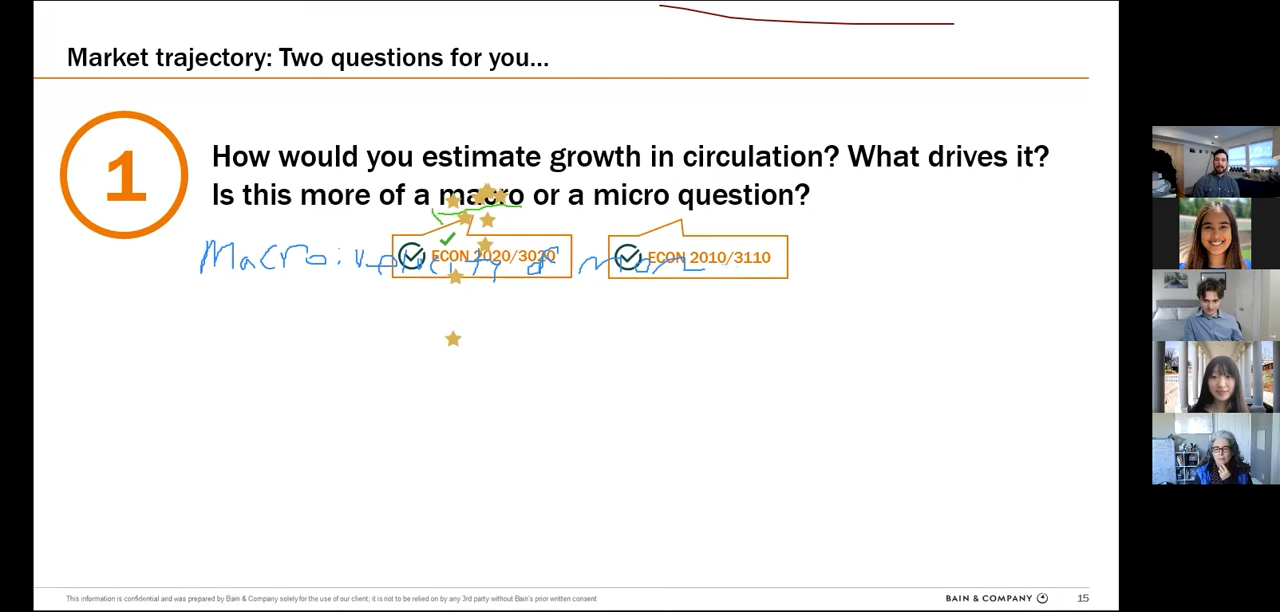 Market trajectory: Two questions for you...
1
How would you estimate growth in circulation? What drives it?
Is this more of a macro or a micro question?
ECON 2020/3020
ECON 2010/3110
Macro: velocity of
This information is confidential and was prepared by Bain & Company solely for the use of our client; it is not to be relied on by any 3rd party without Bain's prior written consent
BAIN & COMPANY
15